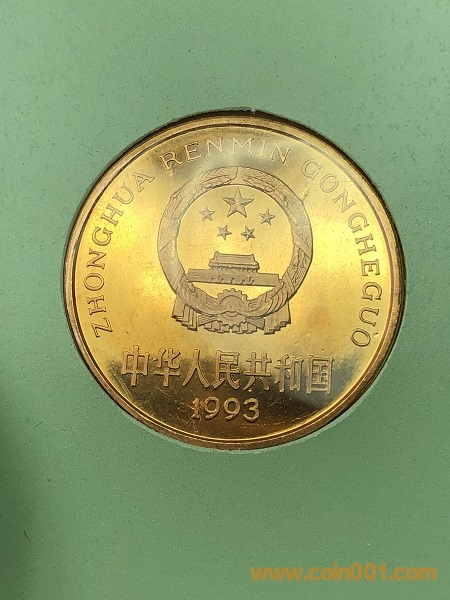 ZHONGHUA RENMIN GONGHEGUO
中华人民共和国
1993
www.coin001.com